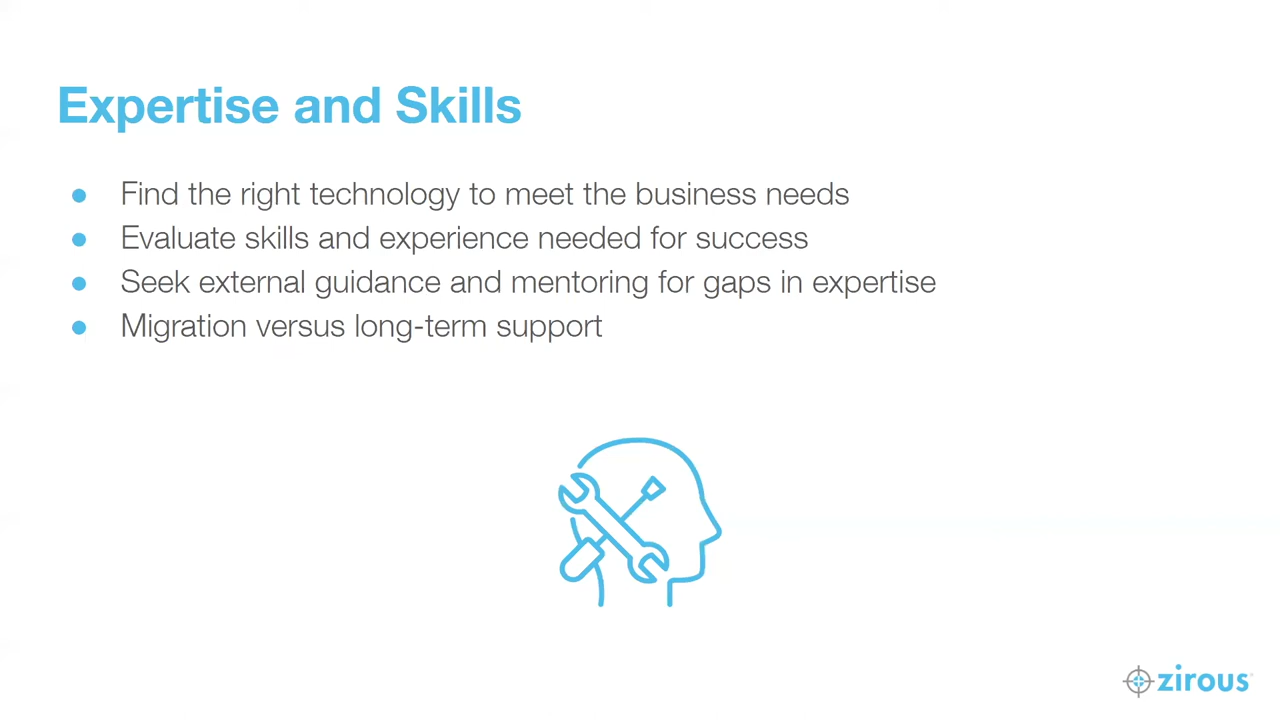 Expertise and Skills
● Find the right technology to meet the business needs
● Evaluate skills and experience needed for success
● Seek external guidance and mentoring for gaps in expertise
● Migration versus long-term support
zirous